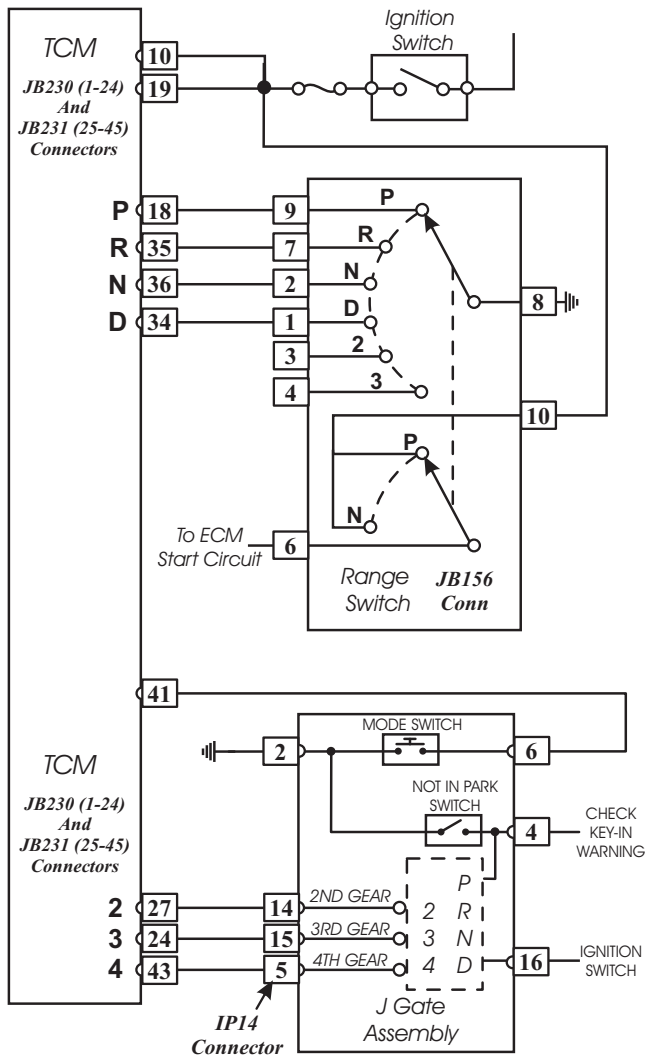 Ignition
Switch
TCM
JB230 (1-24)
And
JB231 (25-45)
Connectors
10
19
P 18 9 P
R 35 7 R
N 36 2 N
D 34 1 D
8
3 2
4 3
10
P
N
To ECM
Start Circuit
6
Range
Switch
JB156
Conn
41
MODE SWITCH
2 6
NOT IN PARK
SWITCH
4
CHECK
KEY-IN
WARNING
TCM
JB230 (1-24)
And
JB231 (25-45)
Connectors
P
2 27 14 2ND GEAR 2 R
3 24 15 3RD GEAR 3 N
4 43 5 4TH GEAR 4 D 16
IGNITION
SWITCH
J Gate
Assembly
IP14
Connector